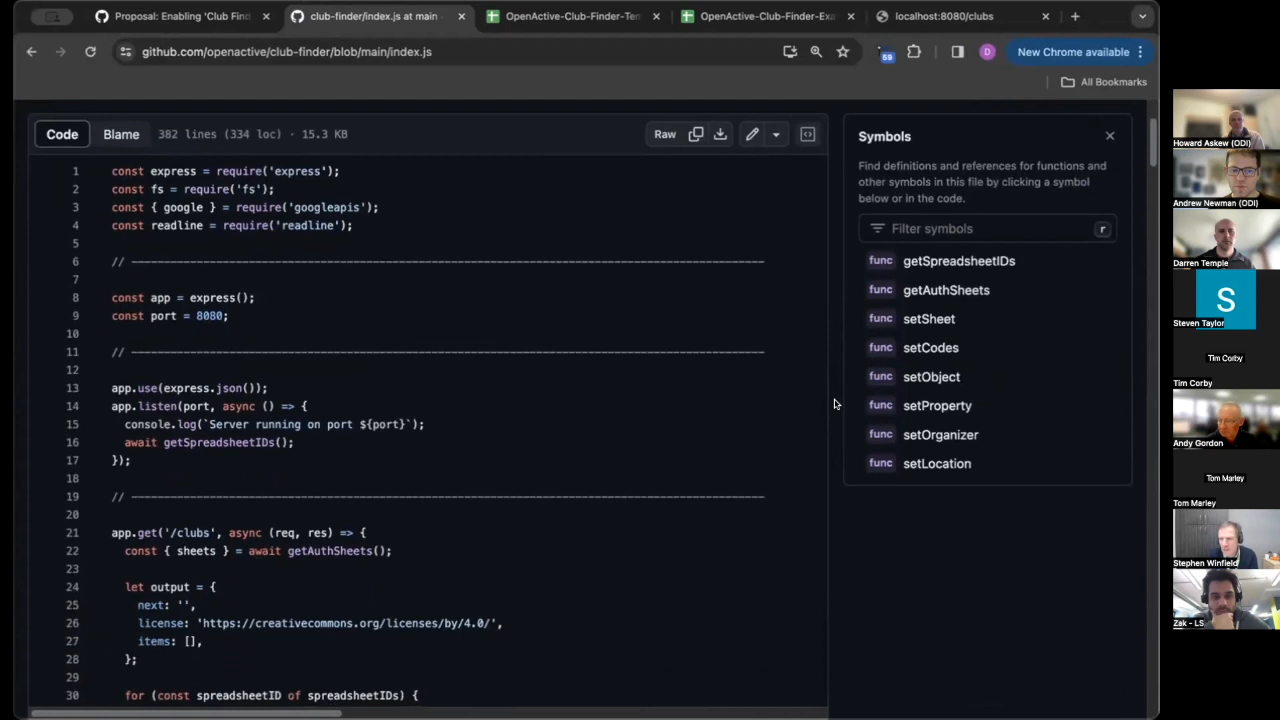 Proposal: Enabling 'Club Find
club-finder/index.js at main
OpenActive-Club-Finder-Ten
OpenActive-Club-Finder-Exa
localhost:8080/clubs
github.com/openactive/club-finder/blob/main/index.js
59
D
New Chrome available
All Bookmarks
Code
Blame
382 lines (334 loc) · 15.3 KB
Raw
1 const express = require('express');
2 const fs = require('fs');
3 const { google } = require('googleapis');
4 const readline = require('readline');
5
6 // ————————————————————————————————————————
7
8 const app = express();
9 const port = 8080;
10
11 // ————————————————————————————————————————
12
13 app.use(express.json());
14 app.listen(port, async () => {
15 console.log(`Server running on port ${port}`);
16 await getSpreadsheetIDs();
17 });
18
19 // ————————————————————————————————————————
20
21 app.get('/clubs', async (req, res) => {
22 const { sheets } = await getAuthSheets();
23
24 let output = {
25 next: '',
26 license: 'https://creativecommons.org/licenses/by/4.0/',
27 items: [],
28 };
29
30 for (const spreadsheetID of spreadsheetIDs) {
Symbols
Find definitions and references for functions and
other symbols in this file by clicking a symbol
below or in the code.
Filter symbols
r
func getSpreadsheetIDs
func getAuthSheets
func setSheet
func setCodes
func setObject
func setProperty
func setOrganizer
func setLocation
Howard Askew (ODI)
Andrew Newman (ODI)
Darren Temple
S
Steven Taylor
Tim Corby
Tim Corby
Andy Gordon
Tom Marley
Tom Marley
Stephen Winfield
Zak - LS